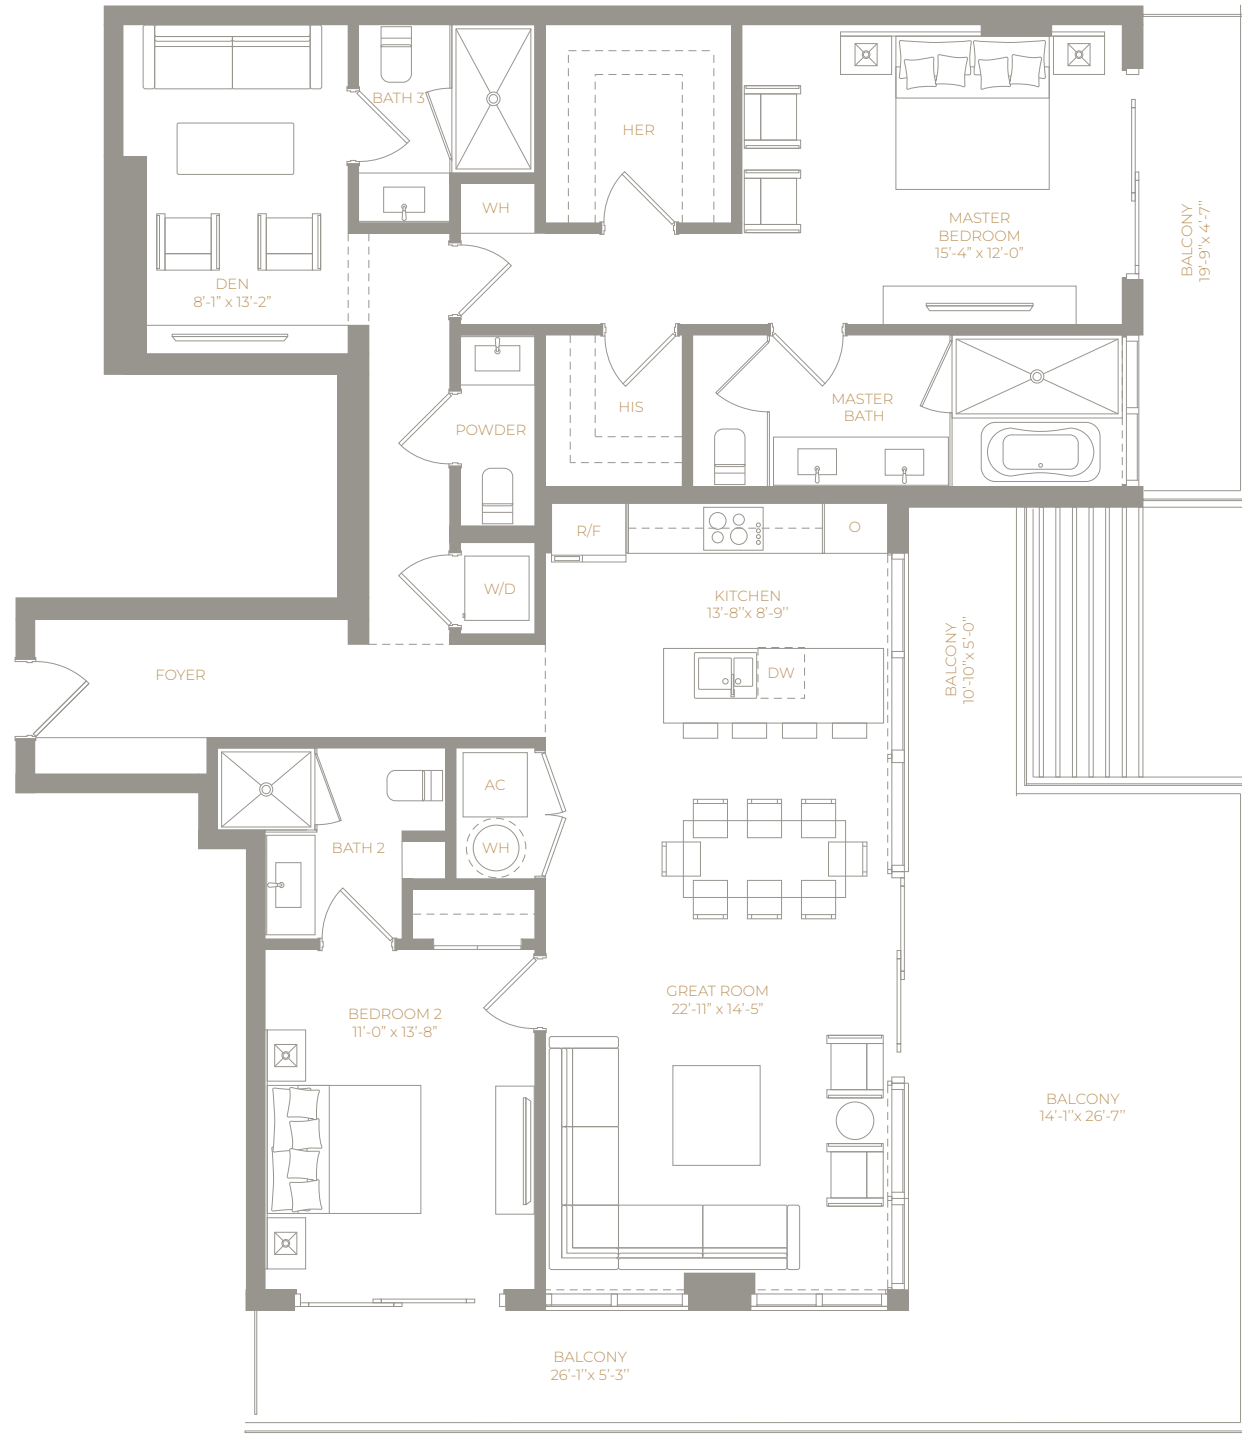 BATH 3
HER
WH
MASTER
BEDROOM
15'-4" x 12'-0"
BALCONY
19'-9"x 4'-7"
DEN
8'-1" x 13'-2"
HIS
MASTER
BATH
POWDER
R/F
O
W/D
KITCHEN
13'-8''x 8'-9''
BALCONY
10'-10"x 5'-0"
FOYER
DW
AC
BATH 2
WH
GREAT ROOM
22'-11" x 14'-5"
BEDROOM 2
11'-0" x 13'-8"
BALCONY
14'-1''x 26'-7''
BALCONY
26'-1''x 5'-3''